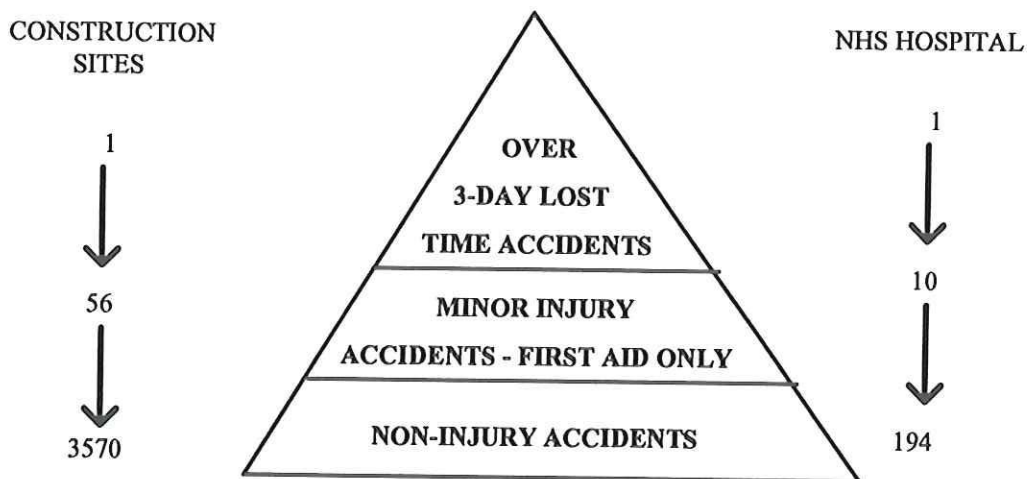 CONSTRUCTION
SITES
1
56
3570
OVER
3-DAY LOST
TIME ACCIDENTS
MINOR INJURY
ACCIDENTS - FIRST AID ONLY
NON-INJURY ACCIDENTS
NHS HOSPITAL
1
10
194